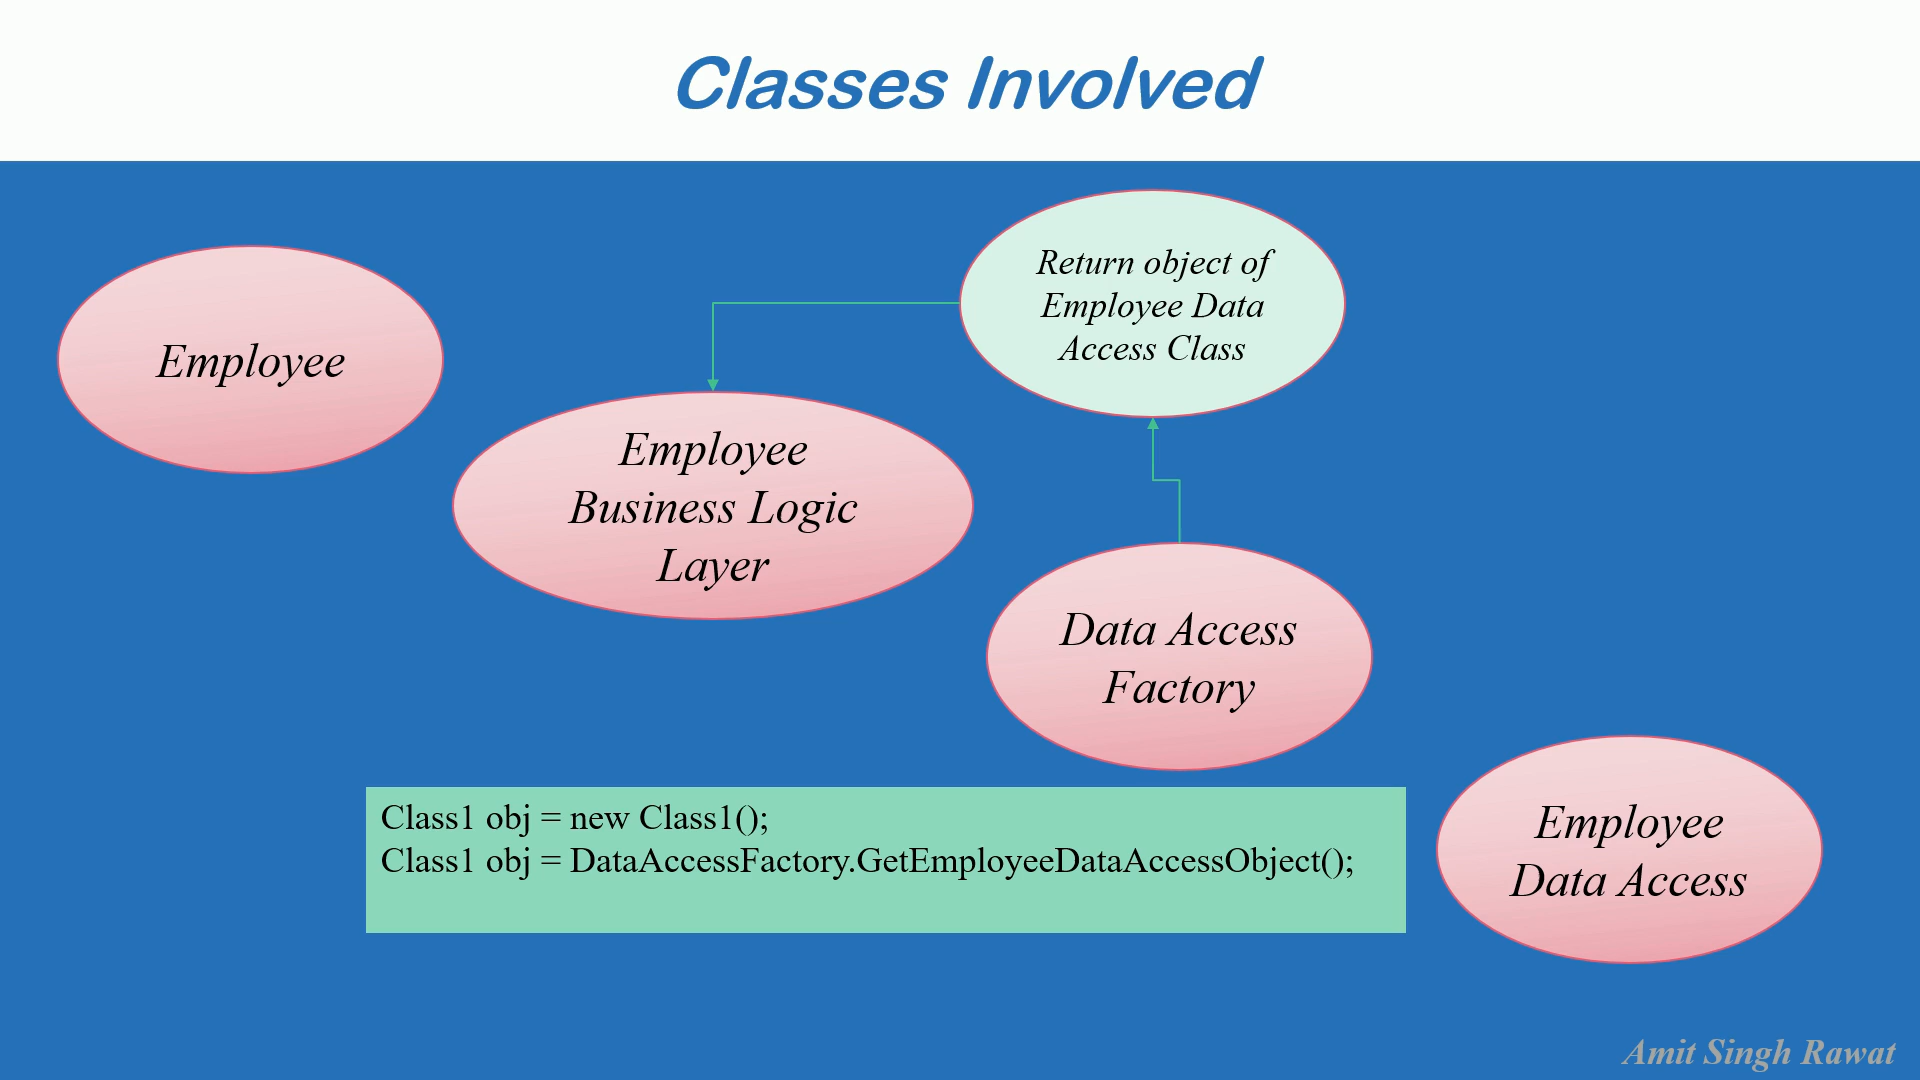 Classes Involved
Return object of
Employee Data
Access Class
Employee
Employee
Business Logic
Layer
Data Access
Factory
Class1 obj = new Class1();
Class1 obj = DataAccessFactory.GetEmployeeDataAccessObject();
Employee
Data Access
Amit Singh Rawat